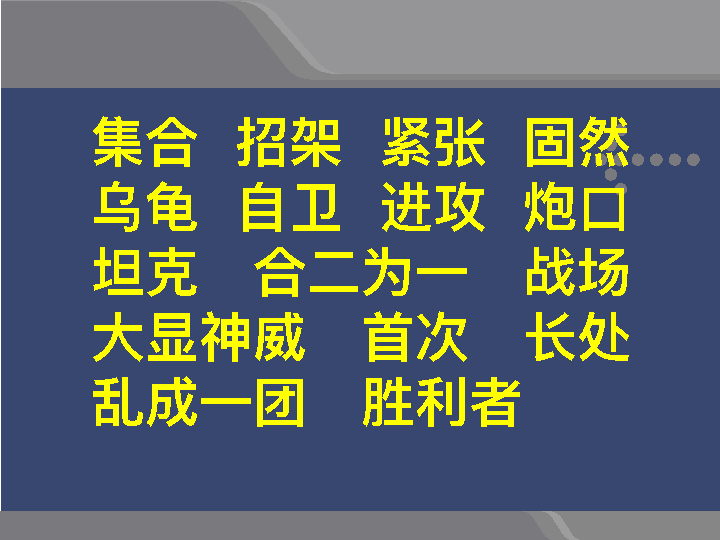 集合 招架 紧张 固然
乌龟 自卫 进攻 炮口
坦克 合二为一 战场
大显神威 首次 长处
乱成一团 胜利者